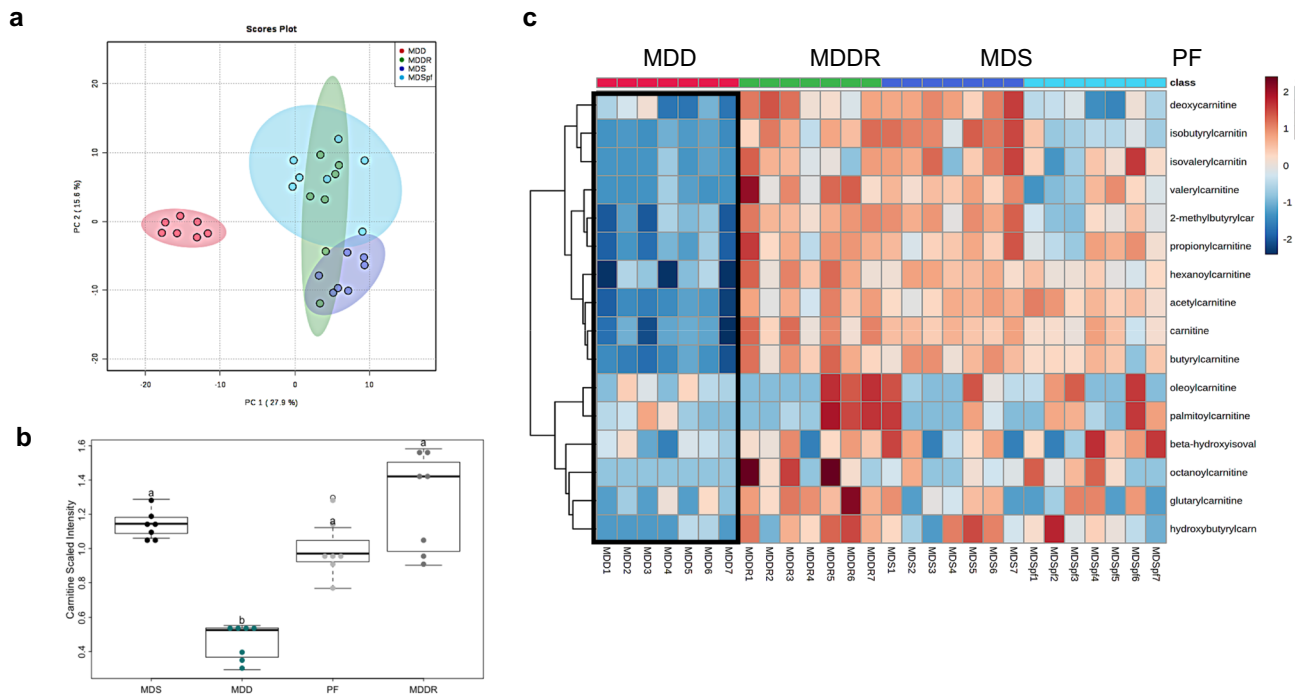 a
Scores Plot
MDD
MDDR
MDS
MDSpf
PC 2 ( 15.6 %)
20
10
0
-10
-20
-20
-10
0
10
PC 1 ( 27.9 %)
b
Carnitine Scaled Intensity
1.6
1.4
1.2
1.0
0.8
0.6
0.4
a
b
a
a
MDS
MDD
PF
MDDR
c
MDD
MDDR
MDS
PF
class
deoxycarnitine
isobutyrylcarnitin
isovalerylcarnitin
valerylcarnitine
2-methylbutyrylcar
propionylcarnitine
hexanoylcarnitine
acetylcarnitine
carnitine
butyrylcarnitine
oleoylcarnitine
palmitoylcarnitine
beta-hydroxyisoval
octanoylcarnitine
glutarylcarnitine
hydroxybutyrylcarn
2
1
0
-1
-2
MDD1
MDD2
MDD3
MDD4
MDD5
MDD6
MDD7
MDDR1
MDDR2
MDDR3
MDDR4
MDDR5
MDDR6
MDDR7
MDS1
MDS2
MDS3
MDS4
MDS5
MDS6
MDS7
MDSpf1
MDSpf2
MDSpf3
MDSpf4
MDSpf5
MDSpf6
MDSpf7